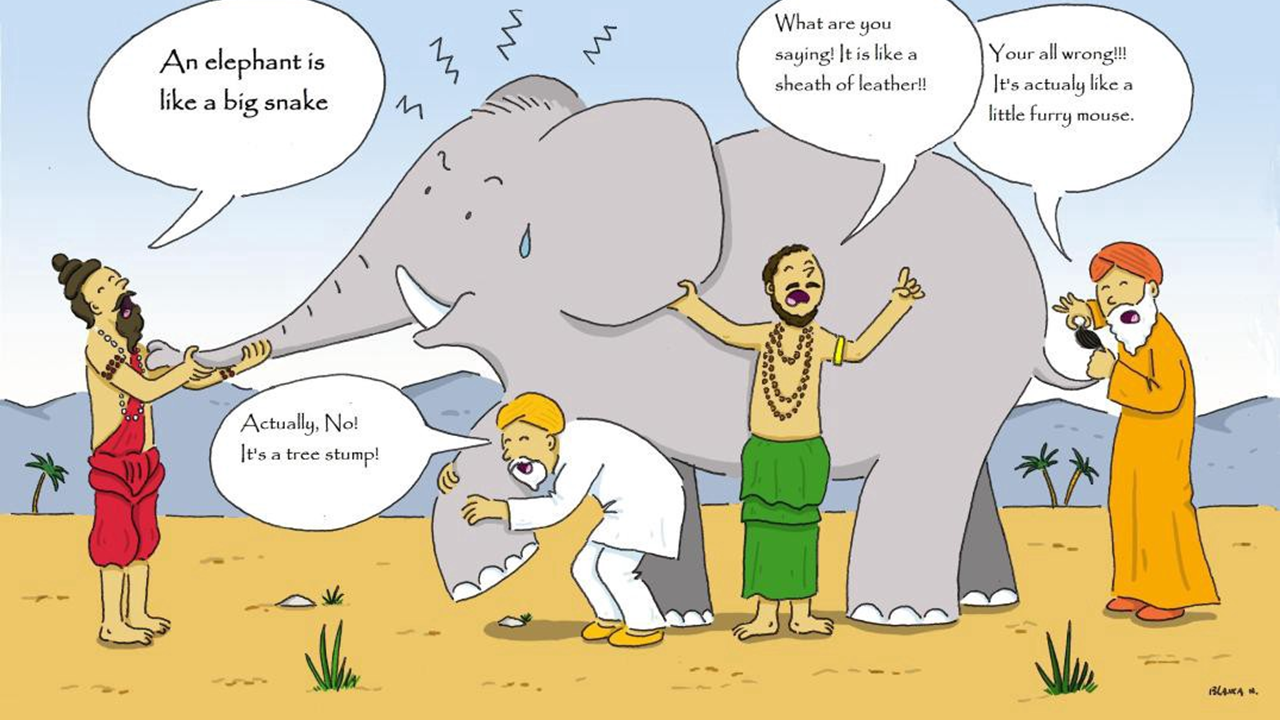 An elephant is
like a big snake
What are you
saying! It is like a
sheath of leather!!
Your all wrong!!!
It's actualy like a
little furry mouse.
Actually, No!
It's a tree stump!
BLANCA M.